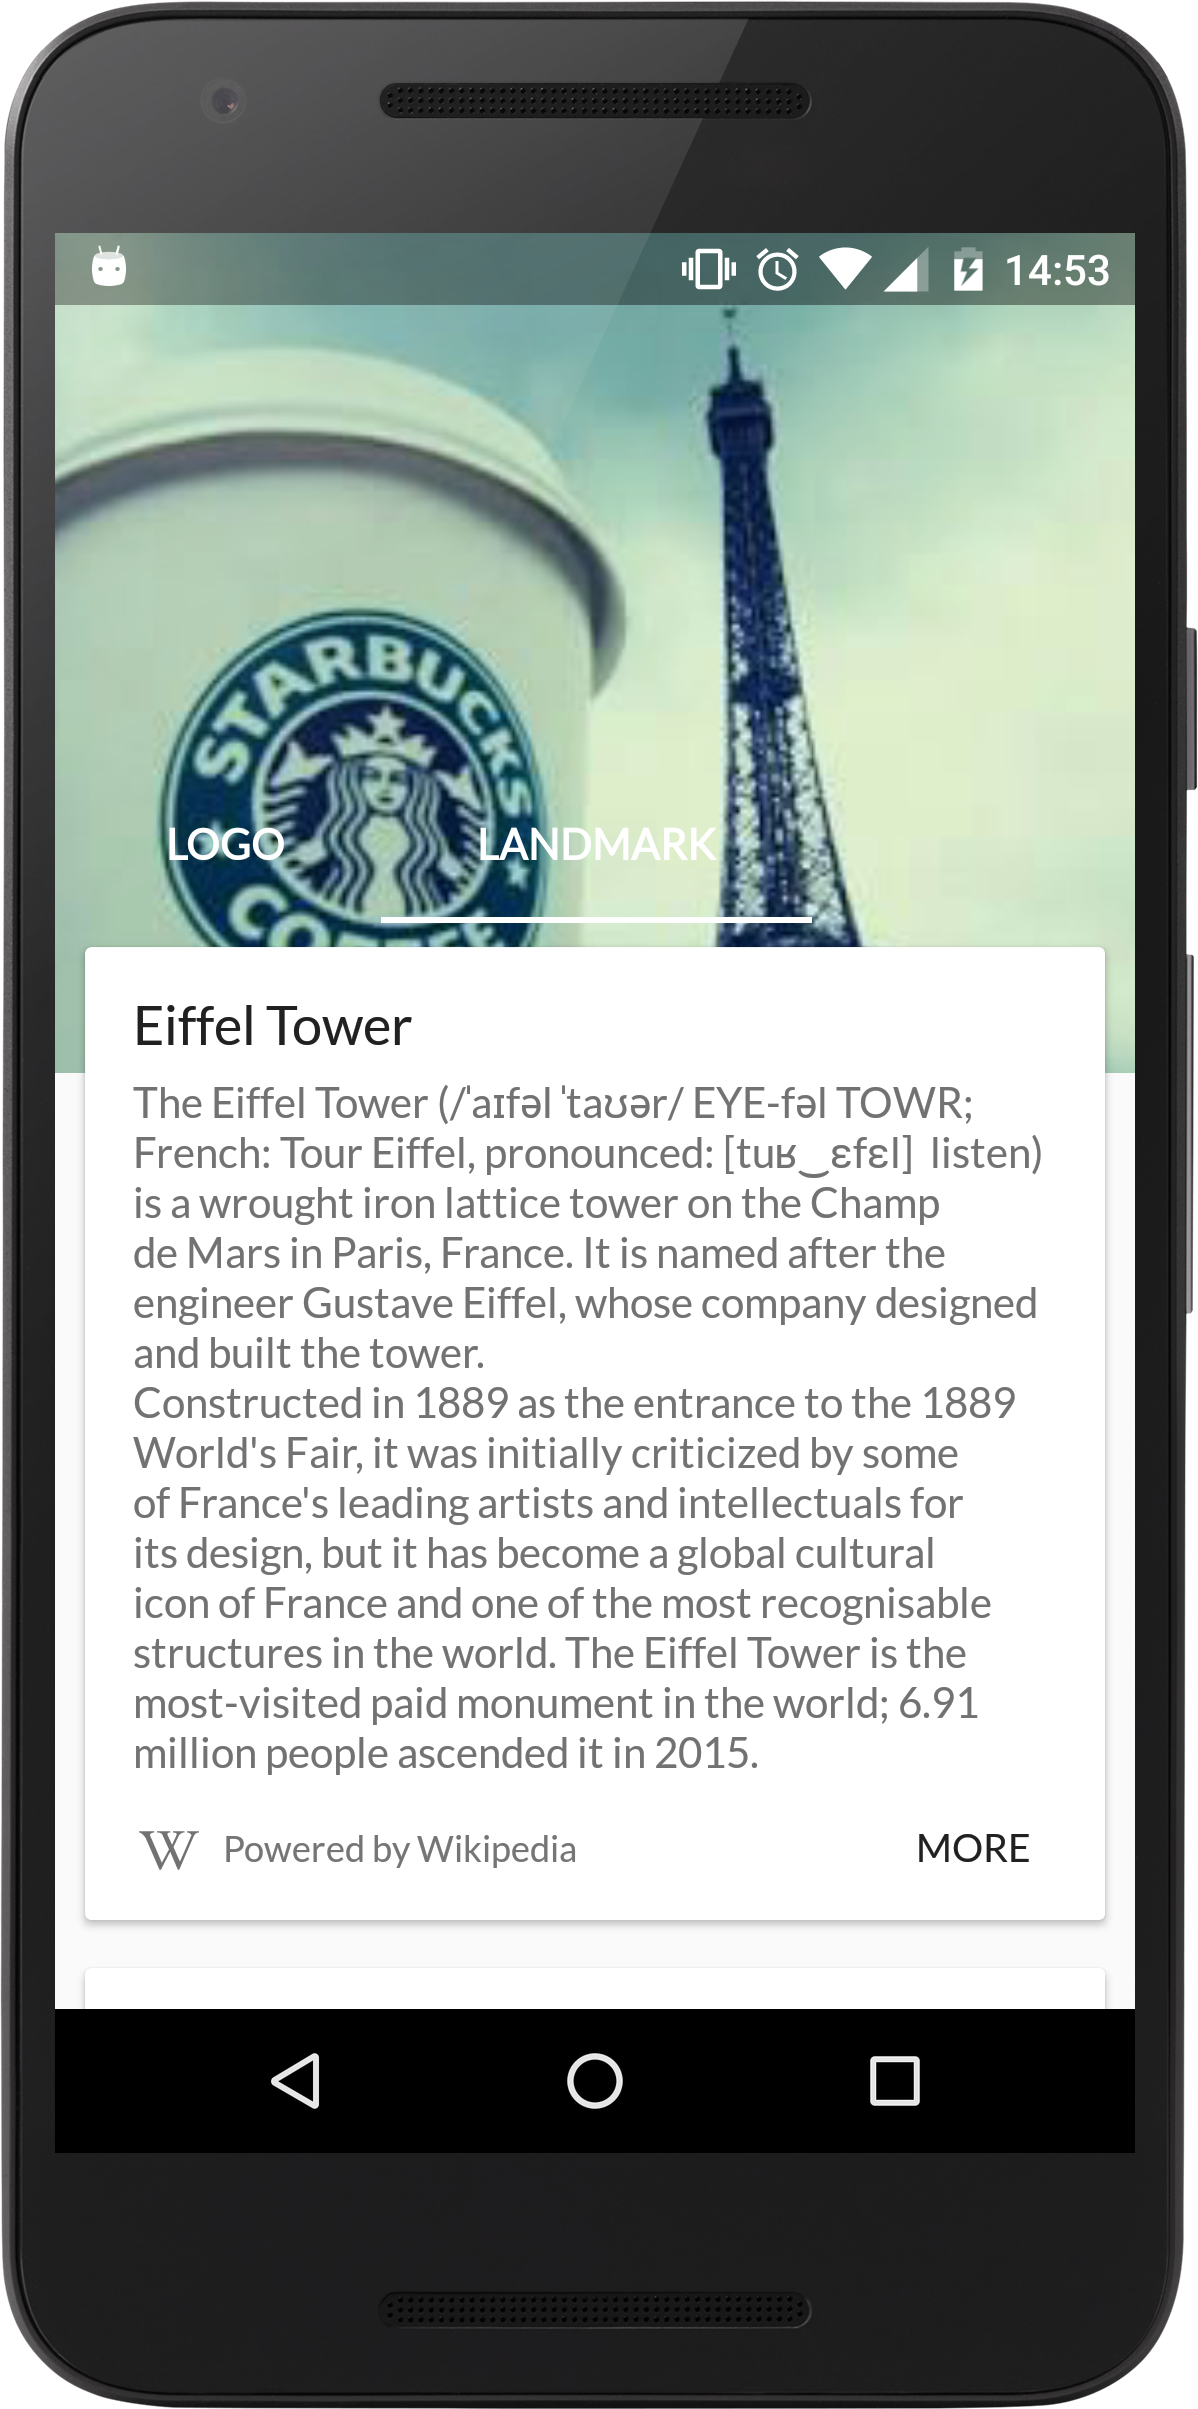 14:53
STARBUCKS
LOGO
LANDMARK
Eiffel Tower
The Eiffel Tower (/ˈaɪfəl ˈtaʊər/ EYE-fəl TOWR;
French: Tour Eiffel, pronounced: [tuʁ‿ɛfɛl]  listen)
is a wrought iron lattice tower on the Champ
de Mars in Paris, France. It is named after the
engineer Gustave Eiffel, whose company designed
and built the tower.
Constructed in 1889 as the entrance to the 1889
World's Fair, it was initially criticized by some
of France's leading artists and intellectuals for
its design, but it has become a global cultural
icon of France and one of the most recognisable
structures in the world. The Eiffel Tower is the
most-visited paid monument in the world; 6.91
million people ascended it in 2015.
W Powered by Wikipedia
MORE